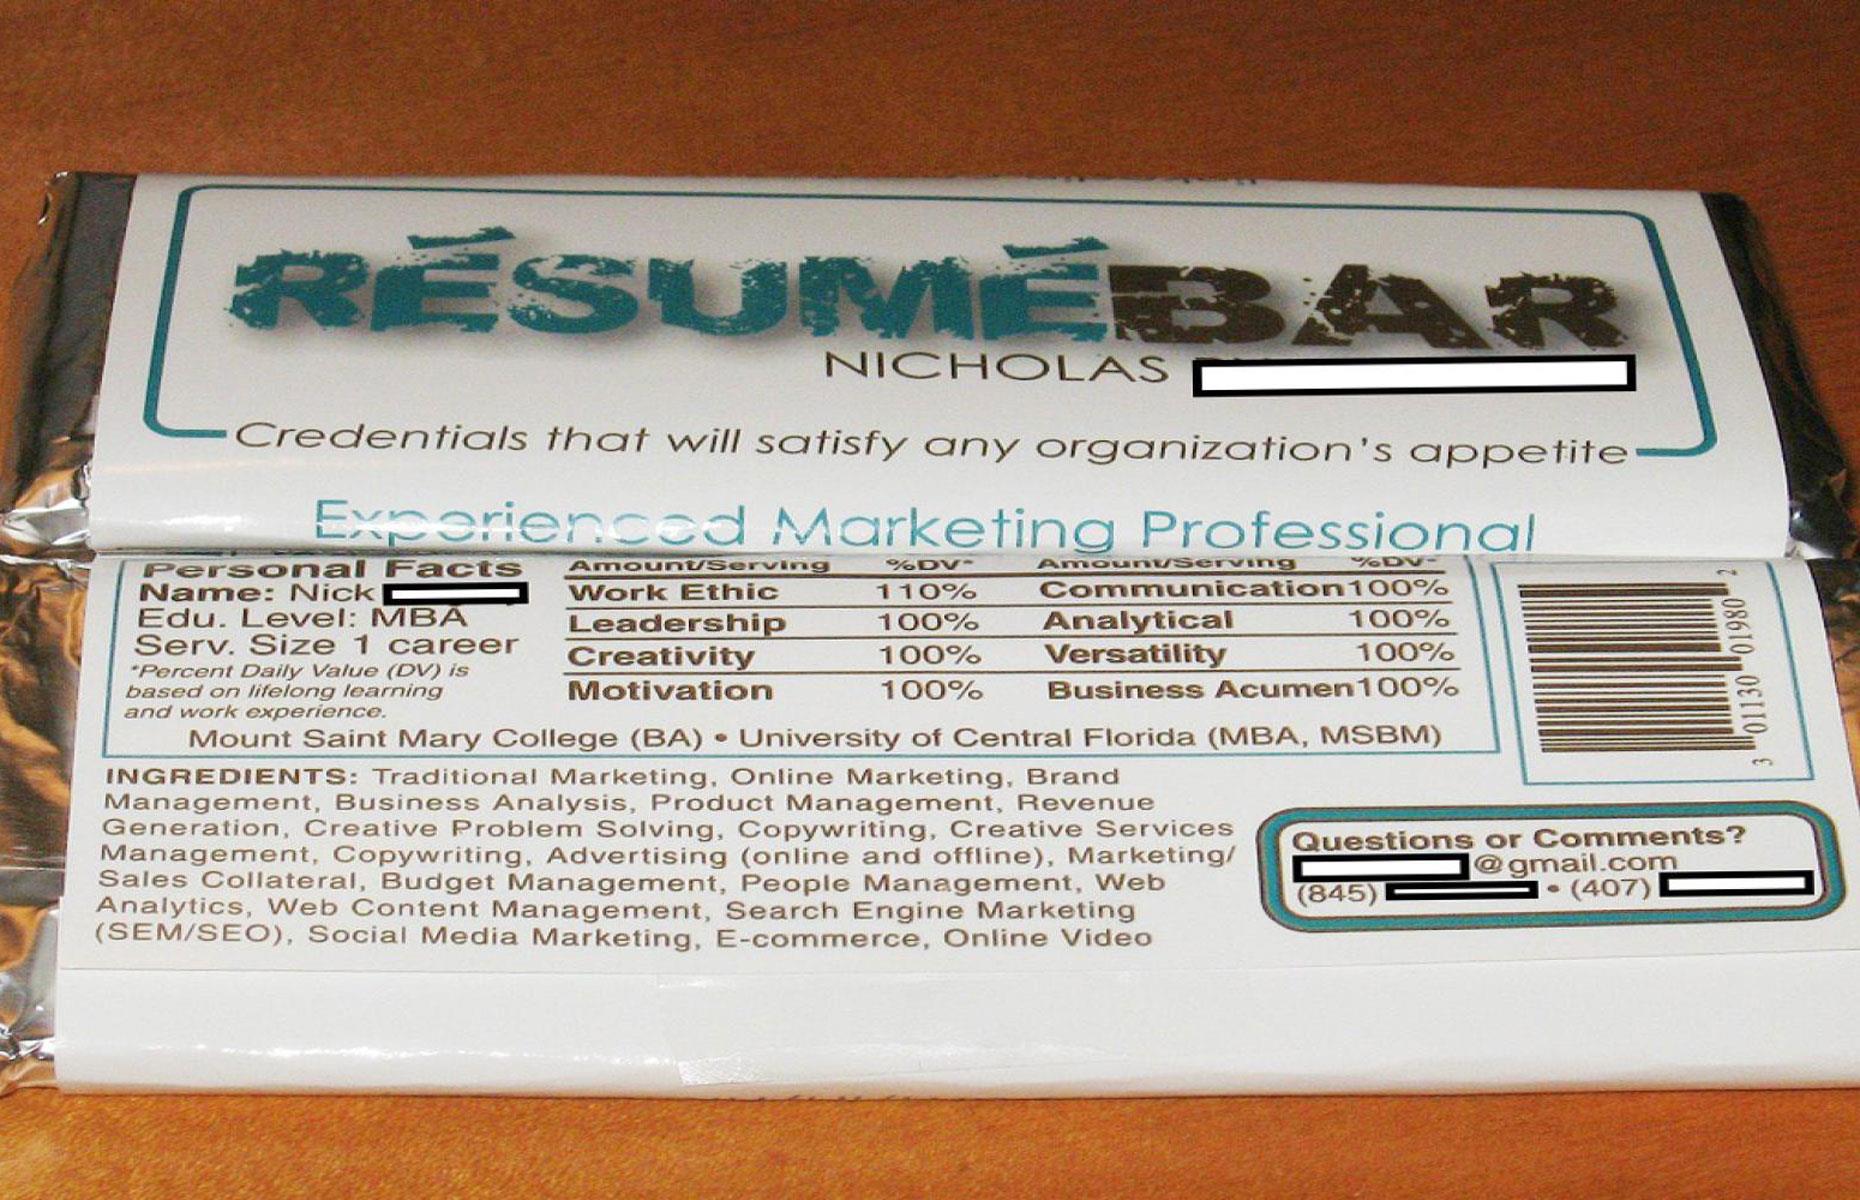 RÉSUMÉBAR
NICHOLAS
Credentials that will satisfy any organization's appetite
Experienced Marketing Professional
Personal Facts
Name: Nick
Edu. Level: MBA
Serv. Size 1 career
*Percent Daily Value (DV) is
based on lifelong learning
and work experience.
Amount/Serving %DV* Amount/Serving %DV*
Work Ethic 110% Communication 100%
Leadership 100% Analytical 100%
Creativity 100% Versatility 100%
Motivation 100% Business Acumen 100%
Mount Saint Mary College (BA) • University of Central Florida (MBA, MSBM)
3 01130 01980 2
INGREDIENTS: Traditional Marketing, Online Marketing, Brand
Management, Business Analysis, Product Management, Revenue
Generation, Creative Problem Solving, Copywriting, Creative Services
Management, Copywriting, Advertising (online and offline), Marketing/
Sales Collateral, Budget Management, People Management, Web
Analytics, Web Content Management, Search Engine Marketing
(SEM/SEO), Social Media Marketing, E-commerce, Online Video
Questions or Comments?
@gmail.com
(845) • (407)